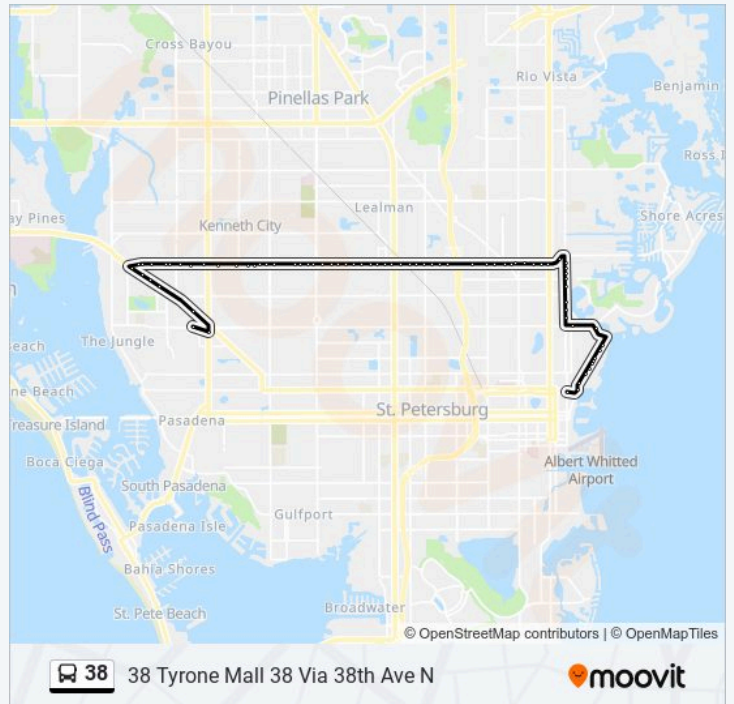 Cross Bayou
Rio Vista
Benjamin
Pinellas Park
Ross I
Lealman
ay Pines
Shore Acres
Kenneth City
n
The Jungle
each
ne Beach
St. Petersburg
Pasadena
reasure Island
Boca Ciega
Albert Whitted
Airport
South Pasadena
Blind Pass
Gulfport
Pasadena Isle
Bahia Shores
St. Pete Beach
Broadwater
© OpenStreetMap contributors | © OpenMapTiles
38 38 Tyrone Mall 38 Via 38th Ave N
moovit